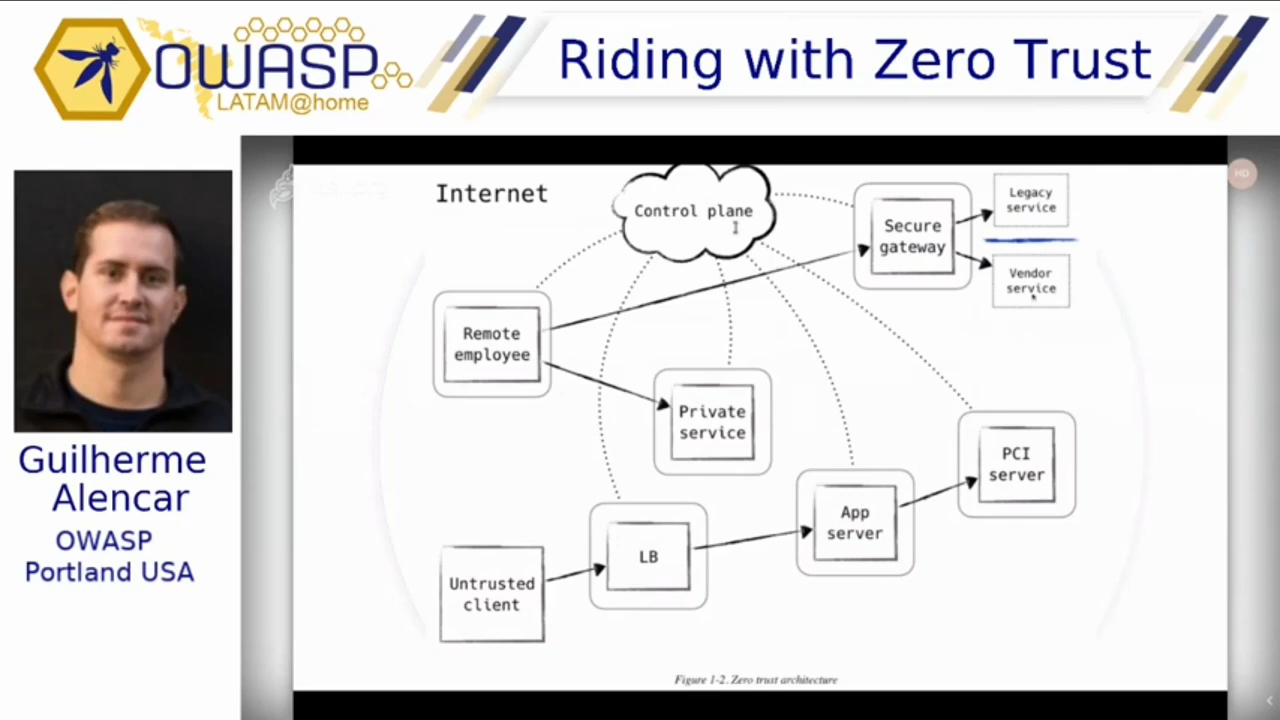 OWASP
LATAM@home
Riding with Zero Trust
HD
Internet
Control plane
Secure
gateway
Legacy
service
Vendor
service
Remote
employee
Private
service
PCI
server
App
server
LB
Untrusted
client
Figure 1-2. Zero trust architecture
Guilherme
Alencar
OWASP
Portland USA